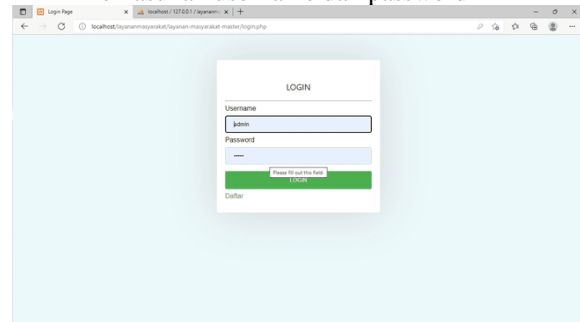 Login Page
localhost / 127.0.0.1 / layananm
localhost/layananmasyarakat/layanan-masyarakat-master/login.php
LOGIN
Username
admin
Password
•••••
Please fill out this field.
LOGIN
Daftar